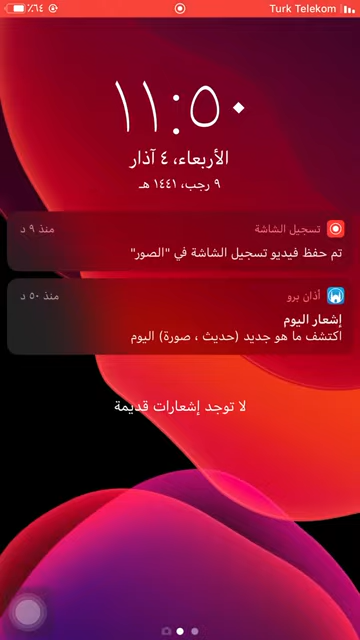 ٪٦٤ Turk Telekom
١١:٥٠
الأربعاء، ٤ آذار
٩ رجب، ١٤٤١ هـ
تسجيل الشاشة منذ ٩ د
تم حفظ فيديو تسجيل الشاشة في "الصور"
أذان برو منذ ٥٠ د
إشعار اليوم
اكتشف ما هو جديد (حديث ، صورة) اليوم
لا توجد إشعارات قديمة